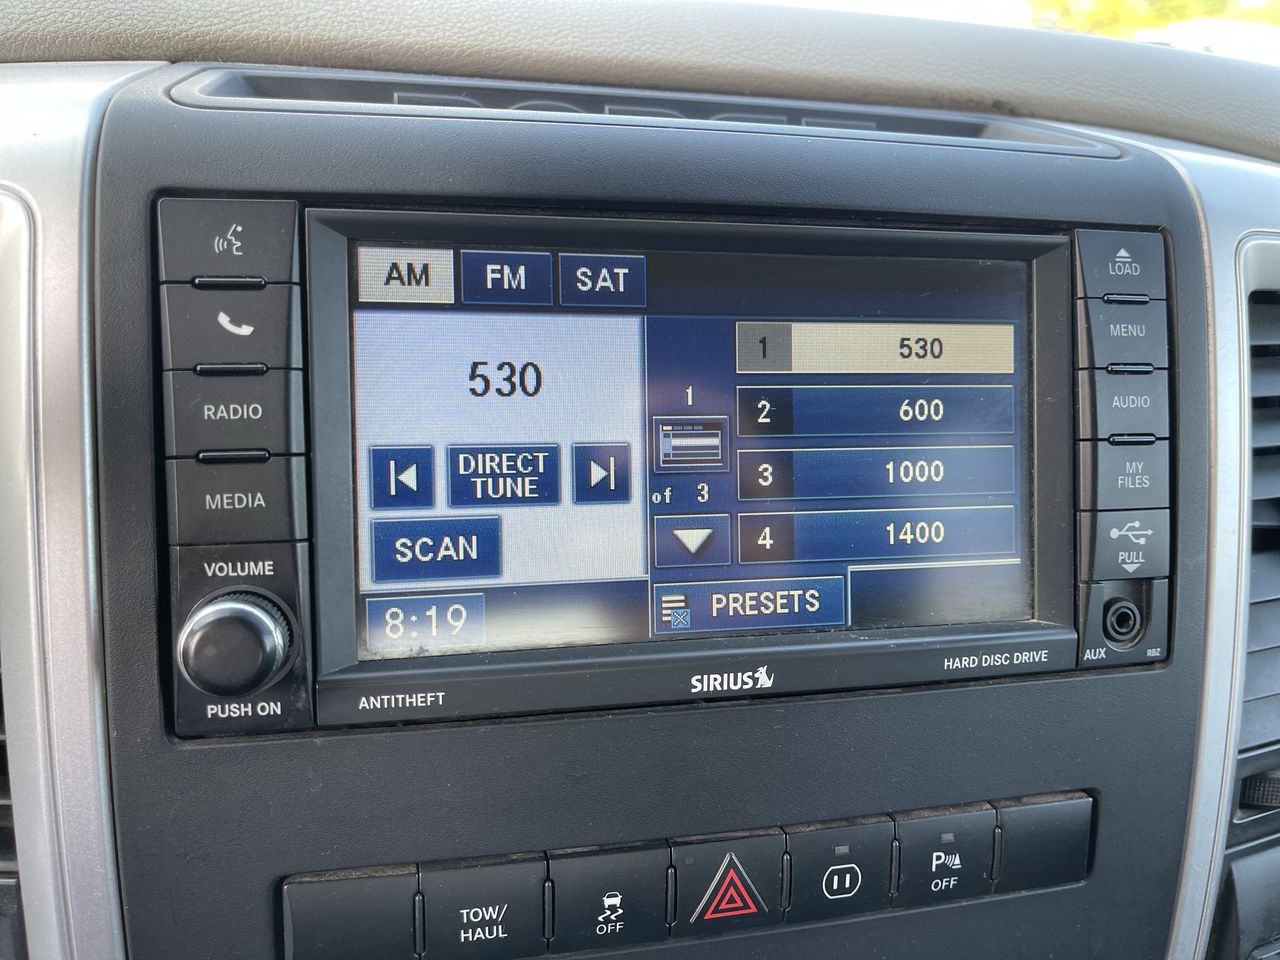 DODGE
AM FM SAT
LOAD
MENU
RADIO
AUDIO
MEDIA
MY
FILES
VOLUME
PULL
530
DIRECT
TUNE
SCAN
8:19
1
of 3
1 530
2 600
3 1000
4 1400
PRESETS
PUSH ON
ANTITHEFT
SIRIUS
HARD DISC DRIVE
AUX
RBZ
TOW/
HAUL
OFF
P
OFF